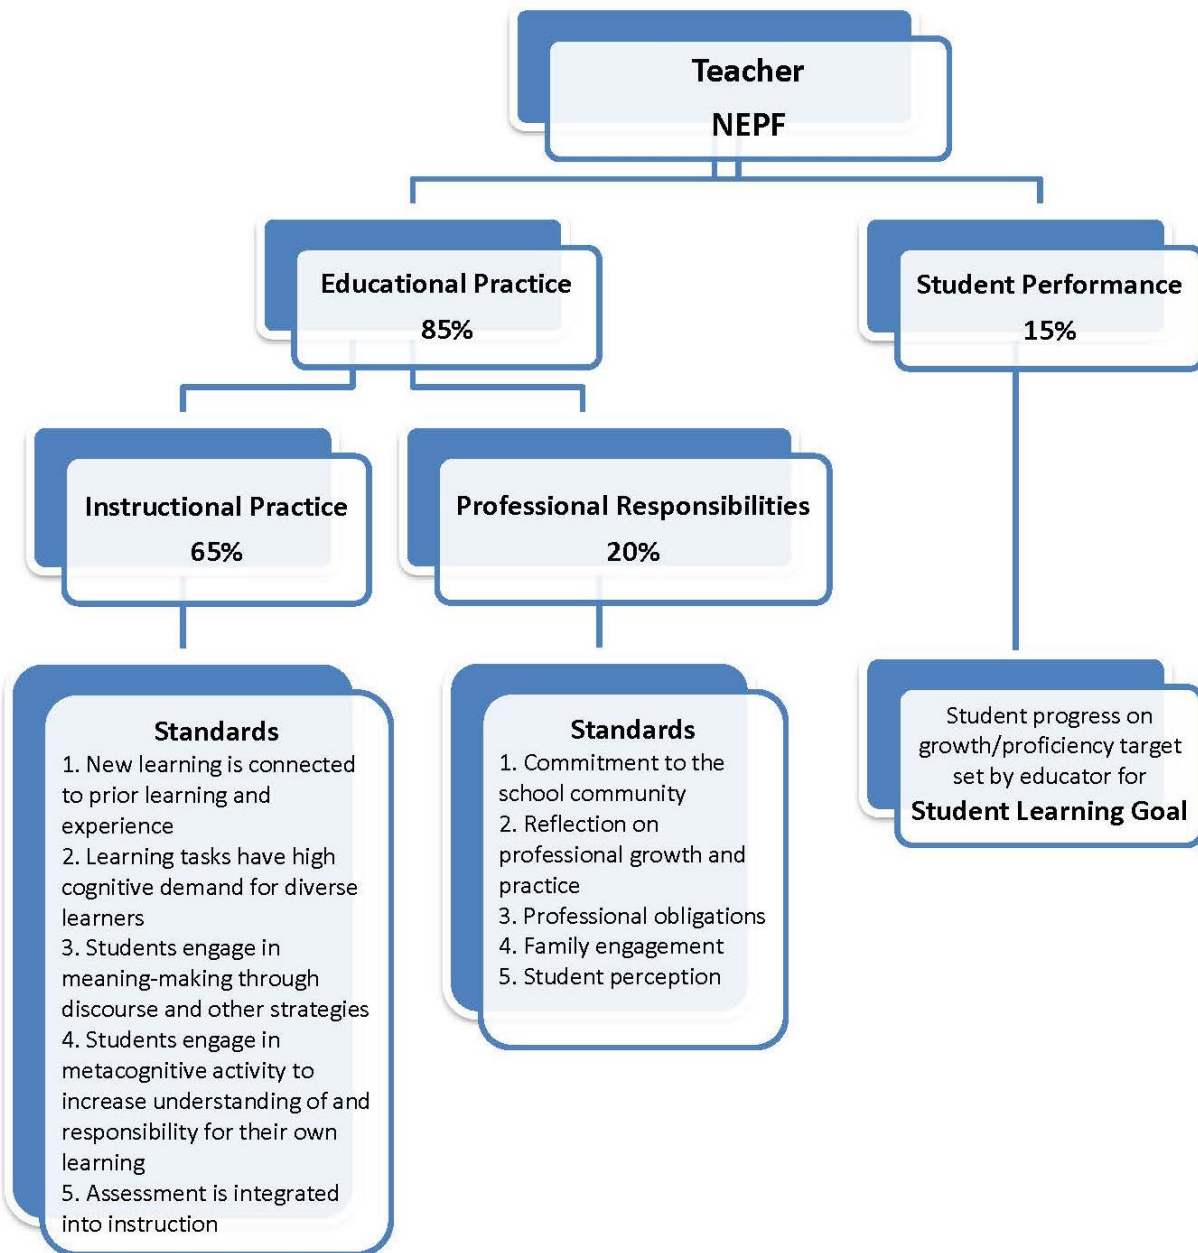 Teacher
NEPF
Educational Practice
85%
Student Performance
15%
Instructional Practice
65%
Professional Responsibilities
20%
Standards
1. New learning is connected
to prior learning and
experience
2. Learning tasks have high
cognitive demand for diverse
learners
3. Students engage in
meaning-making through
discourse and other strategies
4. Students engage in
metacognitive activity to
increase understanding of and
responsibility for their own
learning
5. Assessment is integrated
into instruction
Standards
1. Commitment to the
school community
2. Reflection on
professional growth and
practice
3. Professional obligations
4. Family engagement
5. Student perception
Student progress on
growth/proficiency target
set by educator for
Student Learning Goal